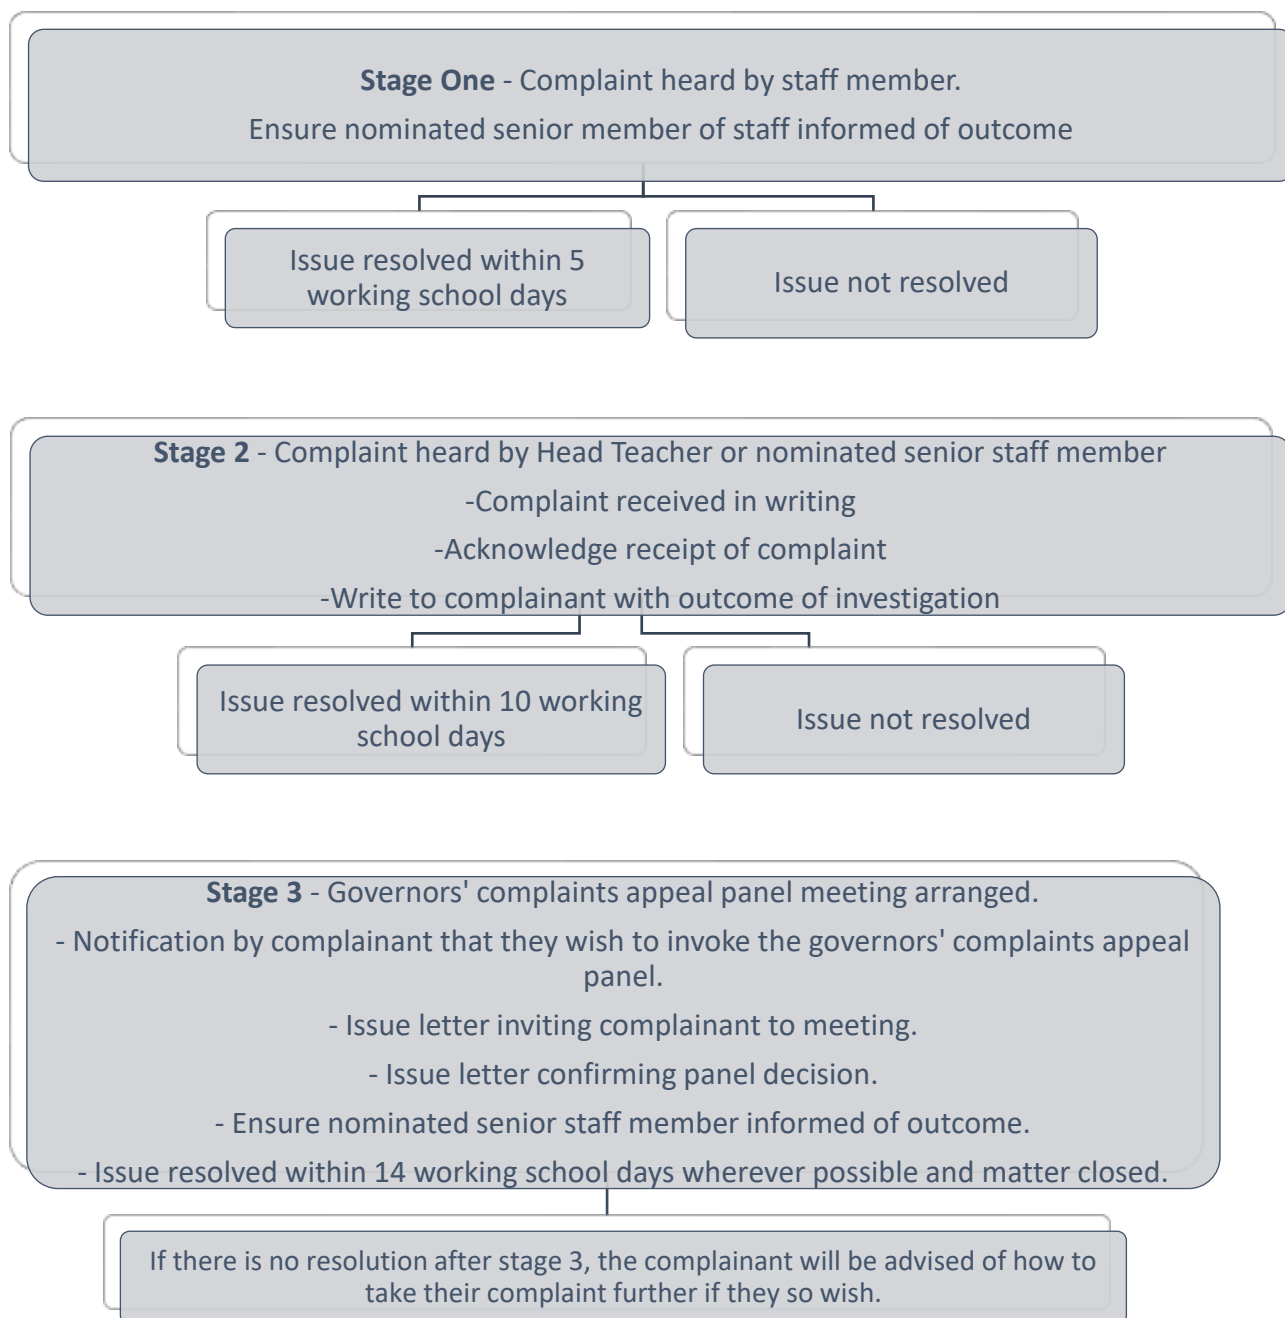 Stage One - Complaint heard by staff member.
Ensure nominated senior member of staff informed of outcome
Issue resolved within 5
working school days
Issue not resolved
Stage 2 - Complaint heard by Head Teacher or nominated senior staff member
-Complaint received in writing
-Acknowledge receipt of complaint
-Write to complainant with outcome of investigation
Issue resolved within 10 working
school days
Issue not resolved
Stage 3 - Governors' complaints appeal panel meeting arranged.
- Notification by complainant that they wish to invoke the governors' complaints appeal
panel.
- Issue letter inviting complainant to meeting.
- Issue letter confirming panel decision.
- Ensure nominated senior staff member informed of outcome.
- Issue resolved within 14 working school days wherever possible and matter closed.
If there is no resolution after stage 3, the complainant will be advised of how to
take their complaint further if they so wish.